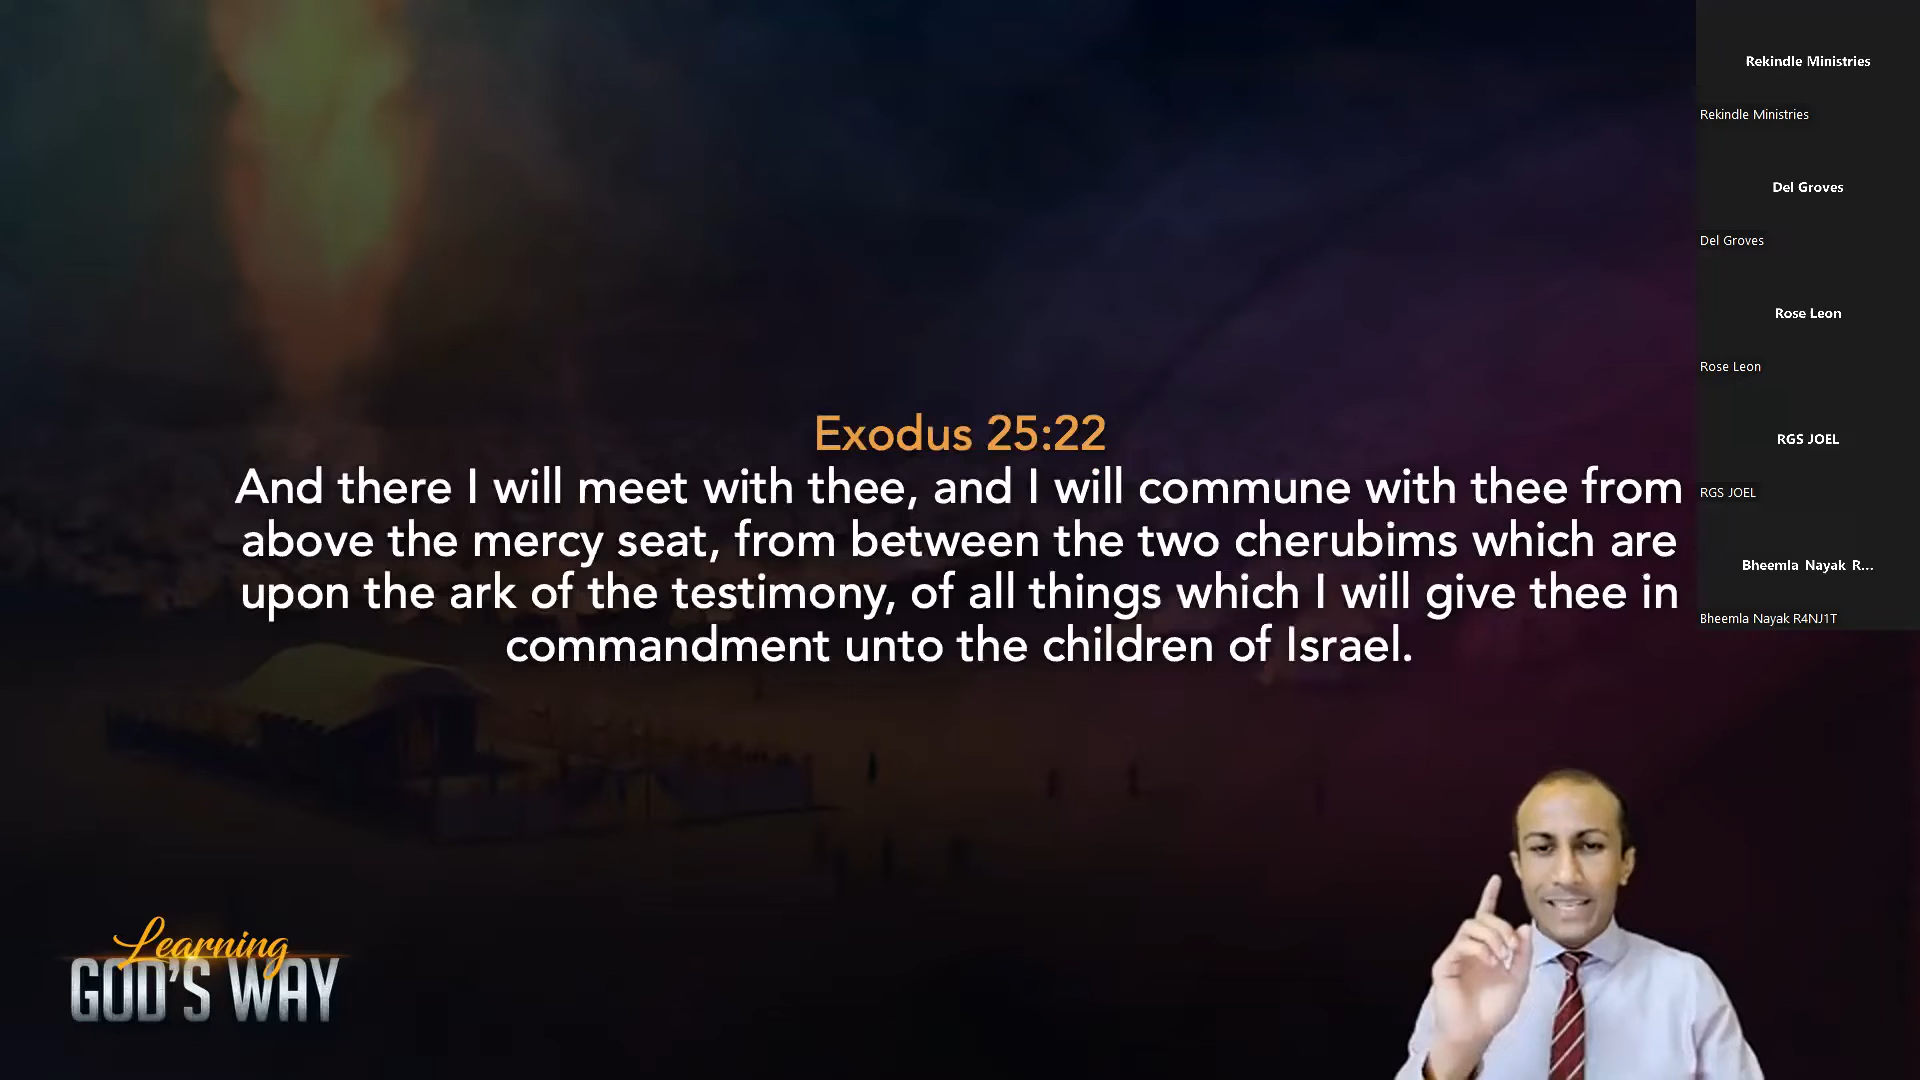 Exodus 25:22
And there I will meet with thee, and I will commune with thee from
above the mercy seat, from between the two cherubims which are
upon the ark of the testimony, of all things which I will give thee in
commandment unto the children of Israel.
Learning
GOD'S WAY
Rekindle Ministries
Rekindle Ministries
Del Groves
Del Groves
Rose Leon
Rose Leon
RGS JOEL
RGS JOEL
Bheemla Nayak R...
Bheemla Nayak R4NJ1T